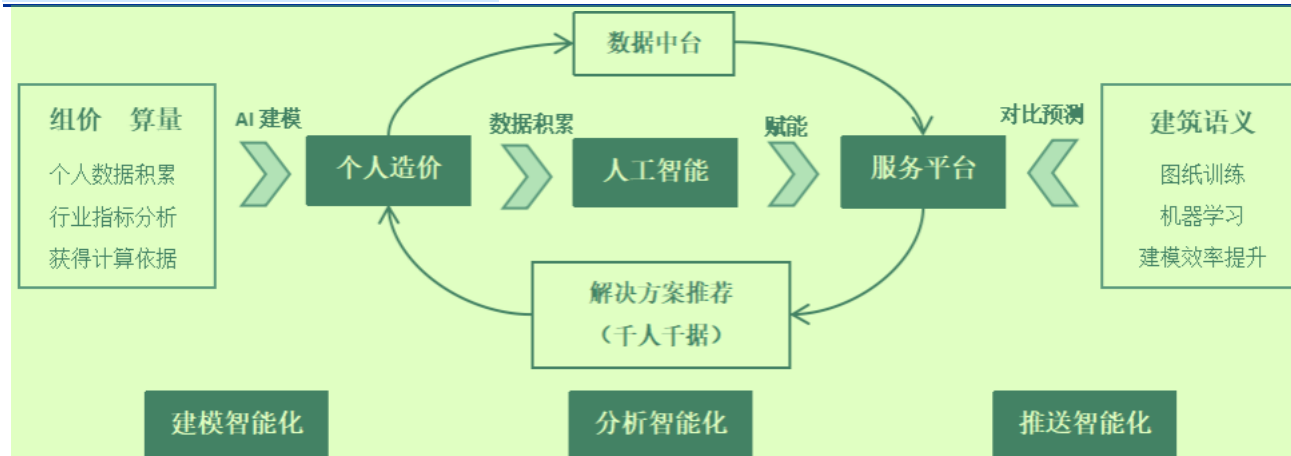 数据中台
组价 算量
个人数据积累
行业指标分析
获得计算依据
AI 建模
个人造价
数据积累
人工智能
赋能
服务平台
对比预测
建筑语义
图纸训练
机器学习
建模效率提升
解决方案推荐
（千人千据）
建模智能化
分析智能化
推送智能化